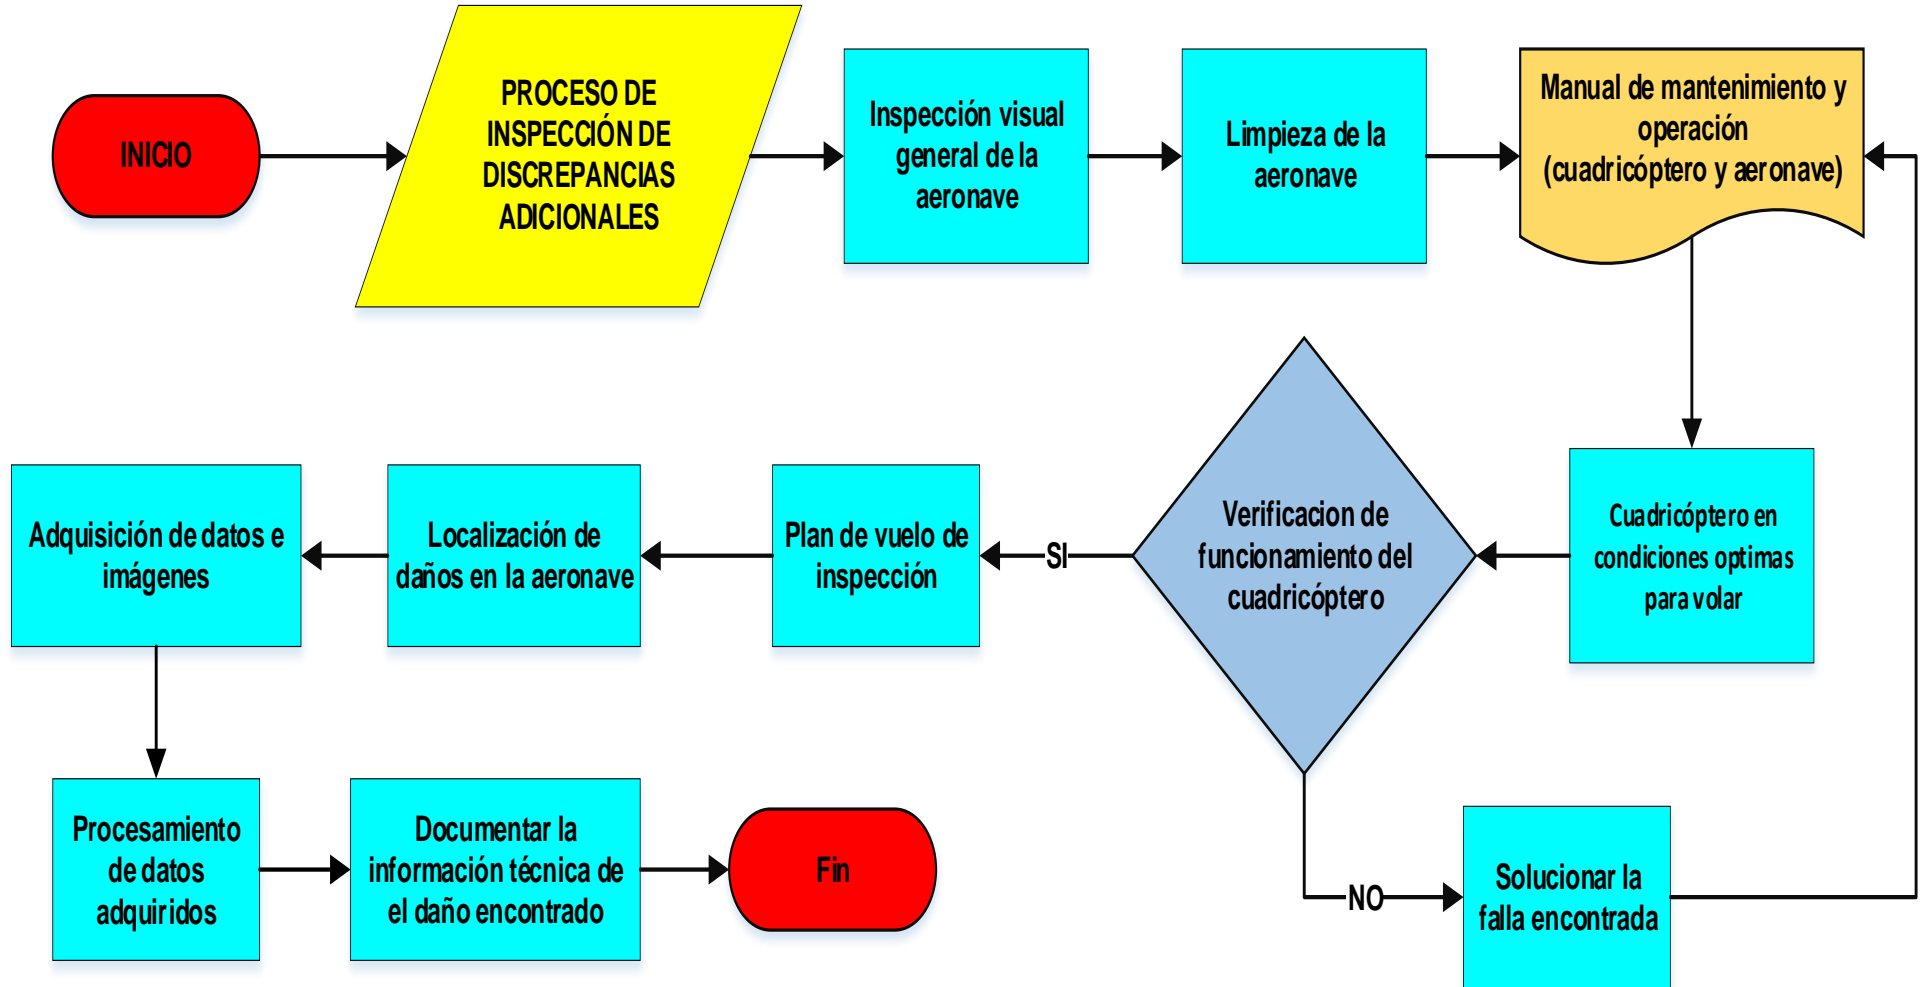 INICIO
PROCESO DE
INSPECCIÓN DE
DISCREPANCIAS
ADICIONALES
Inspección visual
general de la
aeronave
Limpieza de la
aeronave
Manual de mantenimiento y
operación
(cuadricóptero y aeronave)
Cuadricóptero en
condiciones optimas
para volar
Verificacion de
funcionamiento del
cuadricóptero
SI
Plan de vuelo de
inspección
Localización de
daños en la aeronave
Adquisición de datos e
imágenes
NO
Solucionar la
falla encontrada
Procesamiento
de datos
adquiridos
Documentar la
información técnica de
el daño encontrado
Fin